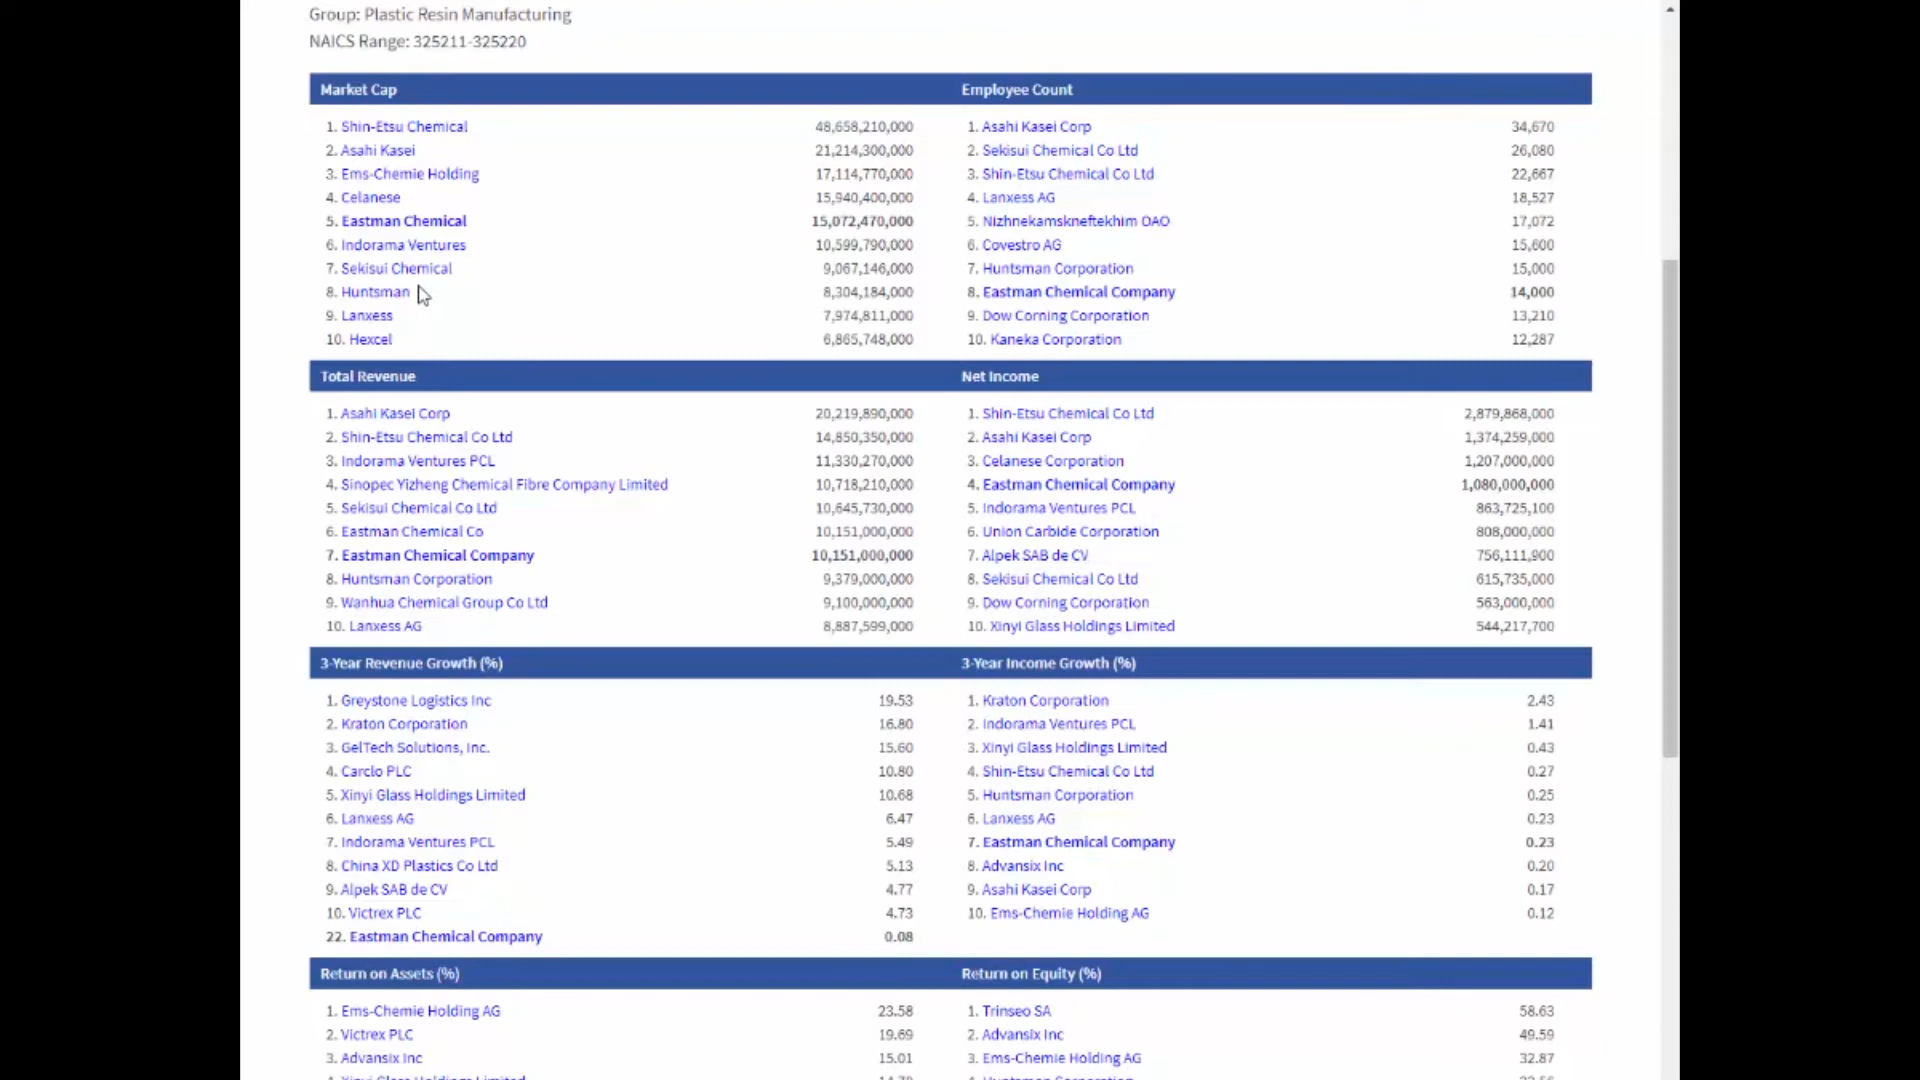 Group: Plastic Resin Manufacturing
NAICS Range: 325211-325220
Market Cap
1. Shin-Etsu Chemical 48,658,210,000
2. Asahi Kasei 21,214,300,000
3. Ems-Chemie Holding 17,114,770,000
4. Celanese 15,940,400,000
5. Eastman Chemical 15,072,470,000
6. Indorama Ventures 10,599,790,000
7. Sekisui Chemical 9,067,146,000
8. Huntsman 8,304,184,000
9. Lanxess 7,974,811,000
10. Hexcel 6,865,748,000
Employee Count
1. Asahi Kasei Corp 34,670
2. Sekisui Chemical Co Ltd 26,080
3. Shin-Etsu Chemical Co Ltd 22,667
4. Lanxess AG 18,527
5. Nizhnekamskneftekhim OAO 17,072
6. Covestro AG 15,600
7. Huntsman Corporation 15,000
8. Eastman Chemical Company 14,000
9. Dow Corning Corporation 13,210
10. Kaneka Corporation 12,287
Total Revenue
1. Asahi Kasei Corp 20,219,890,000
2. Shin-Etsu Chemical Co Ltd 14,850,350,000
3. Indorama Ventures PCL 11,330,270,000
4. Sinopec Yizheng Chemical Fibre Company Limited 10,718,210,000
5. Sekisui Chemical Co Ltd 10,645,730,000
6. Eastman Chemical Co 10,151,000,000
7. Eastman Chemical Company 10,151,000,000
8. Huntsman Corporation 9,379,000,000
9. Wanhua Chemical Group Co Ltd 9,100,000,000
10. Lanxess AG 8,887,599,000
Net Income
1. Shin-Etsu Chemical Co Ltd 2,879,868,000
2. Asahi Kasei Corp 1,374,259,000
3. Celanese Corporation 1,207,000,000
4. Eastman Chemical Company 1,080,000,000
5. Indorama Ventures PCL 863,725,100
6. Union Carbide Corporation 808,000,000
7. Alpek SAB de CV 756,111,900
8. Sekisui Chemical Co Ltd 615,735,000
9. Dow Corning Corporation 563,000,000
10. Xinyi Glass Holdings Limited 544,217,700
3-Year Revenue Growth (%)
1. Greystone Logistics Inc 19.53
2. Kraton Corporation 16.80
3. GelTech Solutions, Inc. 15.60
4. Carclo PLC 10.80
5. Xinyi Glass Holdings Limited 10.68
6. Lanxess AG 6.47
7. Indorama Ventures PCL 5.49
8. China XD Plastics Co Ltd 5.13
9. Alpek SAB de CV 4.77
10. Victrex PLC 4.73
22. Eastman Chemical Company 0.08
3-Year Income Growth (%)
1. Kraton Corporation 2.43
2. Indorama Ventures PCL 1.41
3. Xinyi Glass Holdings Limited 0.43
4. Shin-Etsu Chemical Co Ltd 0.27
5. Huntsman Corporation 0.25
6. Lanxess AG 0.23
7. Eastman Chemical Company 0.23
8. Advansix Inc 0.20
9. Asahi Kasei Corp 0.17
10. Ems-Chemie Holding AG 0.12
Return on Assets (%)
1. Ems-Chemie Holding AG 23.58
2. Victrex PLC 19.69
3. Advansix Inc 15.01
Return on Equity (%)
1. Trinseo SA 58.63
2. Advansix Inc 49.59
3. Ems-Chemie Holding AG 32.87